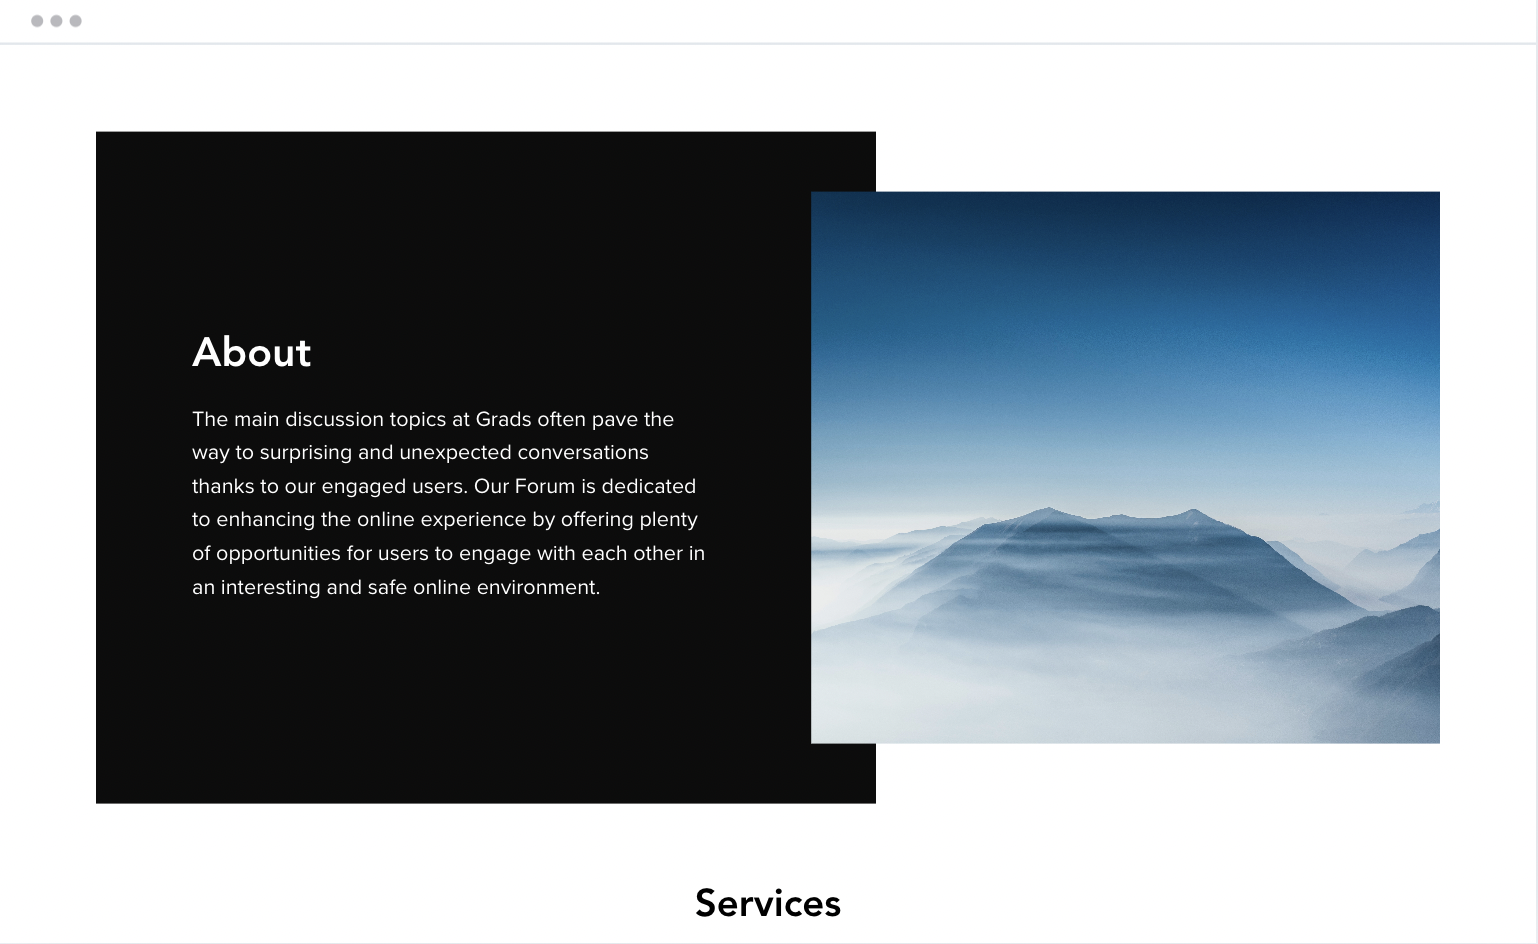 About
The main discussion topics at Grads often pave the
way to surprising and unexpected conversations
thanks to our engaged users. Our Forum is dedicated
to enhancing the online experience by offering plenty
of opportunities for users to engage with each other in
an interesting and safe online environment.
Services